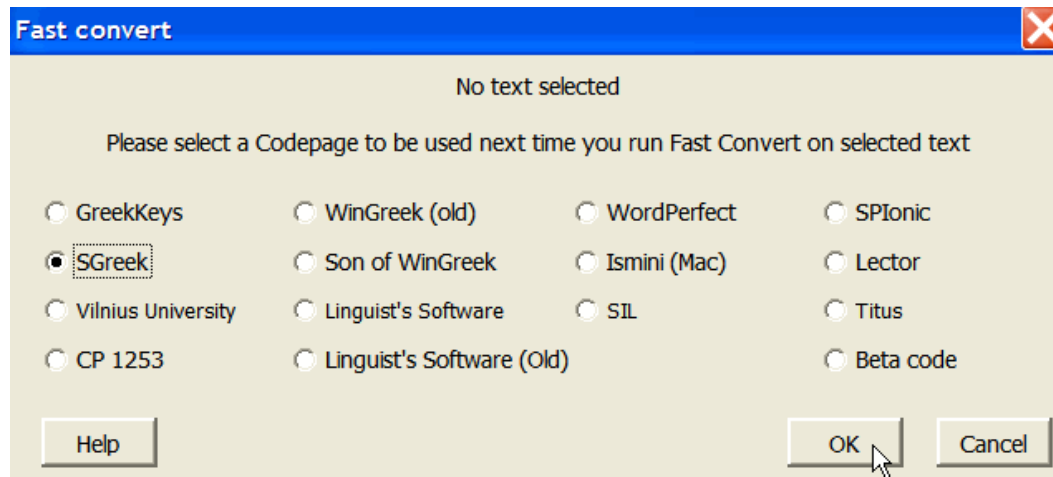 Fast convert
No text selected
Please select a Codepage to be used next time you run Fast Convert on selected text
GreekKeys WinGreek (old) WordPerfect SPIonic
SGreek Son of WinGreek Ismini (Mac) Lector
Vilnius University Linguist's Software SIL Titus
CP 1253 Linguist's Software (Old) Beta code
Help OK Cancel